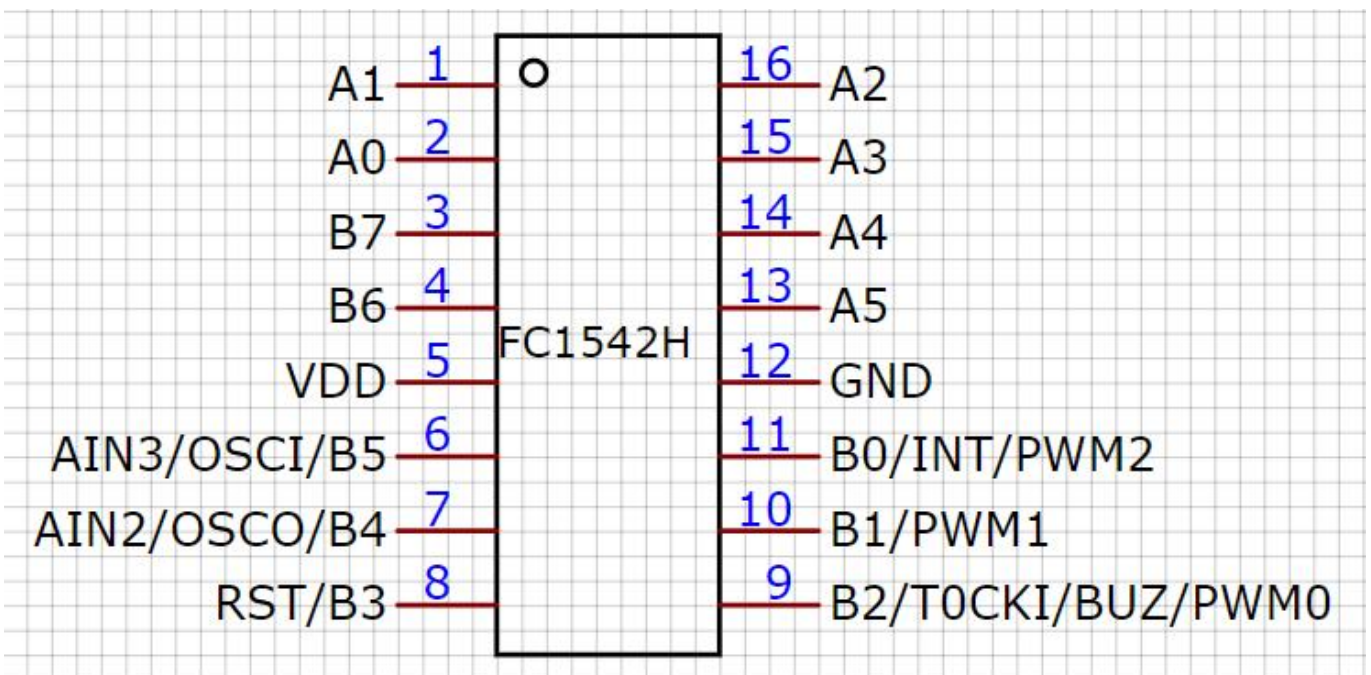 A1 1 16 A2
A0 2 15 A3
B7 3 14 A4
B6 4 13 A5
FC1542H
VDD 5 12 GND
AIN3/OSCI/B5 6 11 B0/INT/PWM2
AIN2/OSCO/B4 7 10 B1/PWM1
RST/B3 8 9 B2/T0CKI/BUZ/PWM0